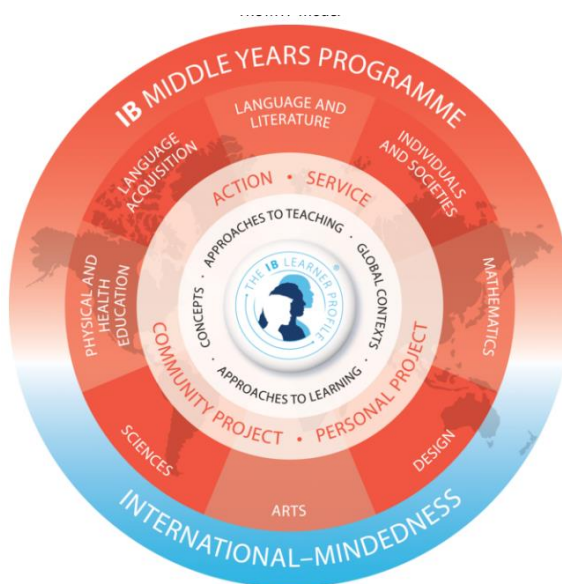 IB MIDDLE YEARS PROGRAMME
LANGUAGE AND
LITERATURE
INDIVIDUALS
AND SOCIETIES
MATHEMATICS
DESIGN
ARTS
SCIENCES
PHYSICAL AND
HEALTH
EDUCATION
LANGUAGE
ACQUISITION
ACTION • SERVICE
PERSONAL PROJECT
COMMUNITY PROJECT •
APPROACHES TO TEACHING ·
GLOBAL CONTEXTS
APPROACHES TO LEARNING ·
CONCEPTS ·
THE IB LEARNER PROFILE
®
INTERNATIONAL–MINDEDNESS